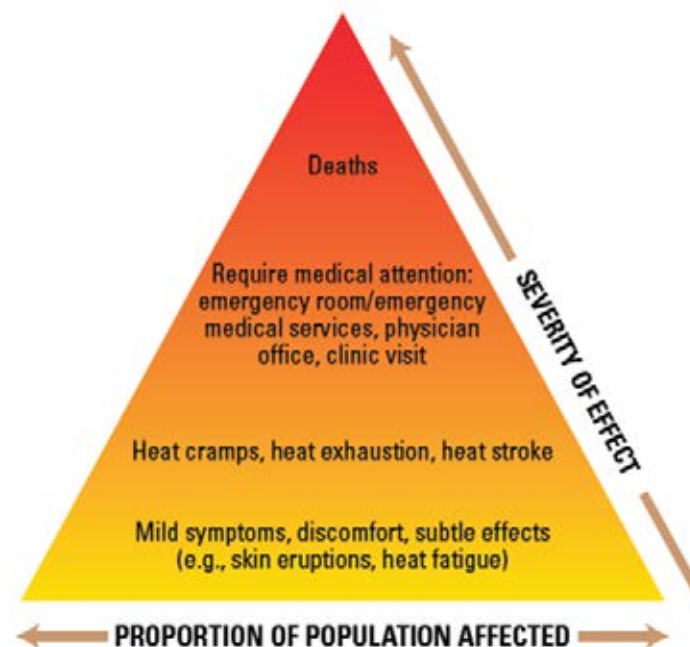 Deaths
Require medical attention:
emergency room/emergency
medical services, physician
office, clinic visit
SEVERITY OF EFFECT
Heat cramps, heat exhaustion, heat stroke
Mild symptoms, discomfort, subtle effects
(e.g., skin eruptions, heat fatigue)
PROPORTION OF POPULATION AFFECTED